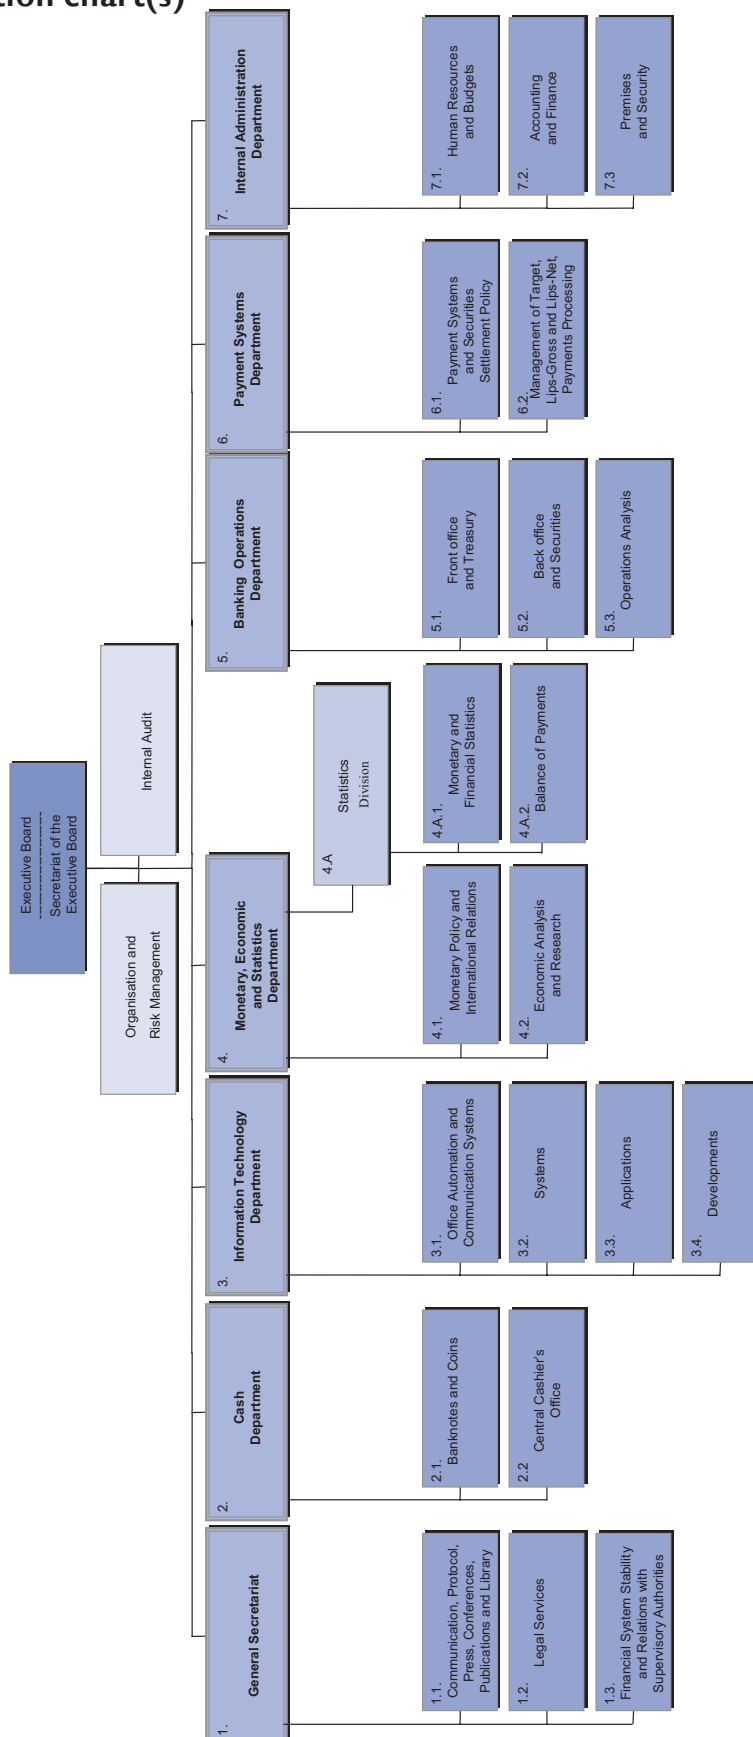 tion chart(s)
Executive Board
------------------
Secretariat of the
Executive Board
Organisation and
Risk Management
Internal Audit
1.
General Secretariat
2.
Cash
Department
3.
Information Technology
Department
4.
Monetary, Economic
and Statistics
Department
5.
Banking Operations
Department
6.
Payment Systems
Department
7.
Internal Administration
Department
4.A
Statistics
Division
1.1.
Communication, Protocol,
Press, Conferences,
Publications and Library
1.2.
Legal Services
1.3.
Financial System Stability
and Relations with
Supervisory Authorities
2.1.
Banknotes and Coins
2.2
Central Cashier's
Office
3.1.
Office Automation and
Communication Systems
3.2.
Systems
3.3.
Applications
3.4.
Developments
4.1.
Monetary Policy and
International Relations
4.2.
Economic Analysis
and Research
4.A.1.
Monetary and
Financial Statistics
4.A.2.
Balance of Payments
5.1.
Front office
and Treasury
5.2.
Back office
and Securities
5.3.
Operations Analysis
6.1.
Payment Systems
and Securities
Settlement Policy
6.2.
Management of Target,
Lips-Gross and Lips-Net,
Payments Processing
7.1.
Human Resources
and Budgets
7.2.
Accounting
and Finance
7.3
Premises
and Security